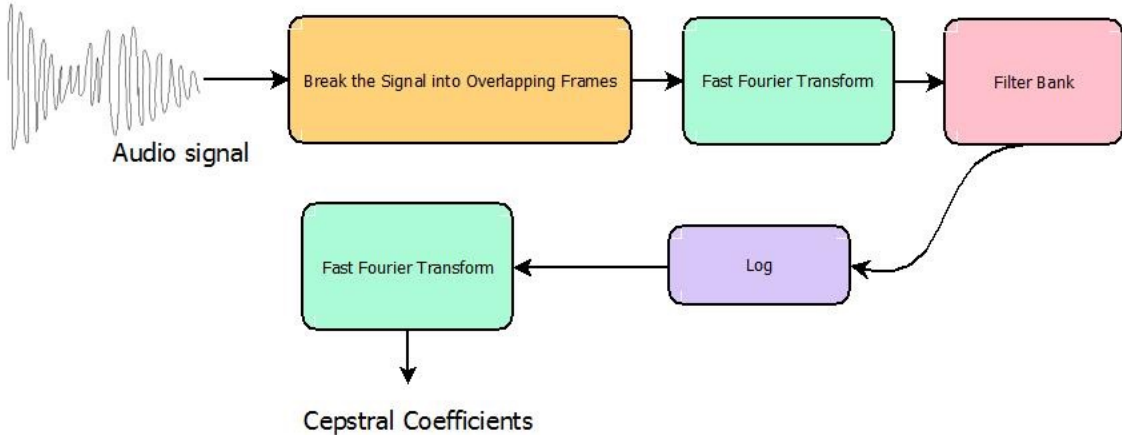 Audio signal
Break the Signal into Overlapping Frames
Fast Fourier Transform
Filter Bank
Log
Fast Fourier Transform
Cepstral Coefficients